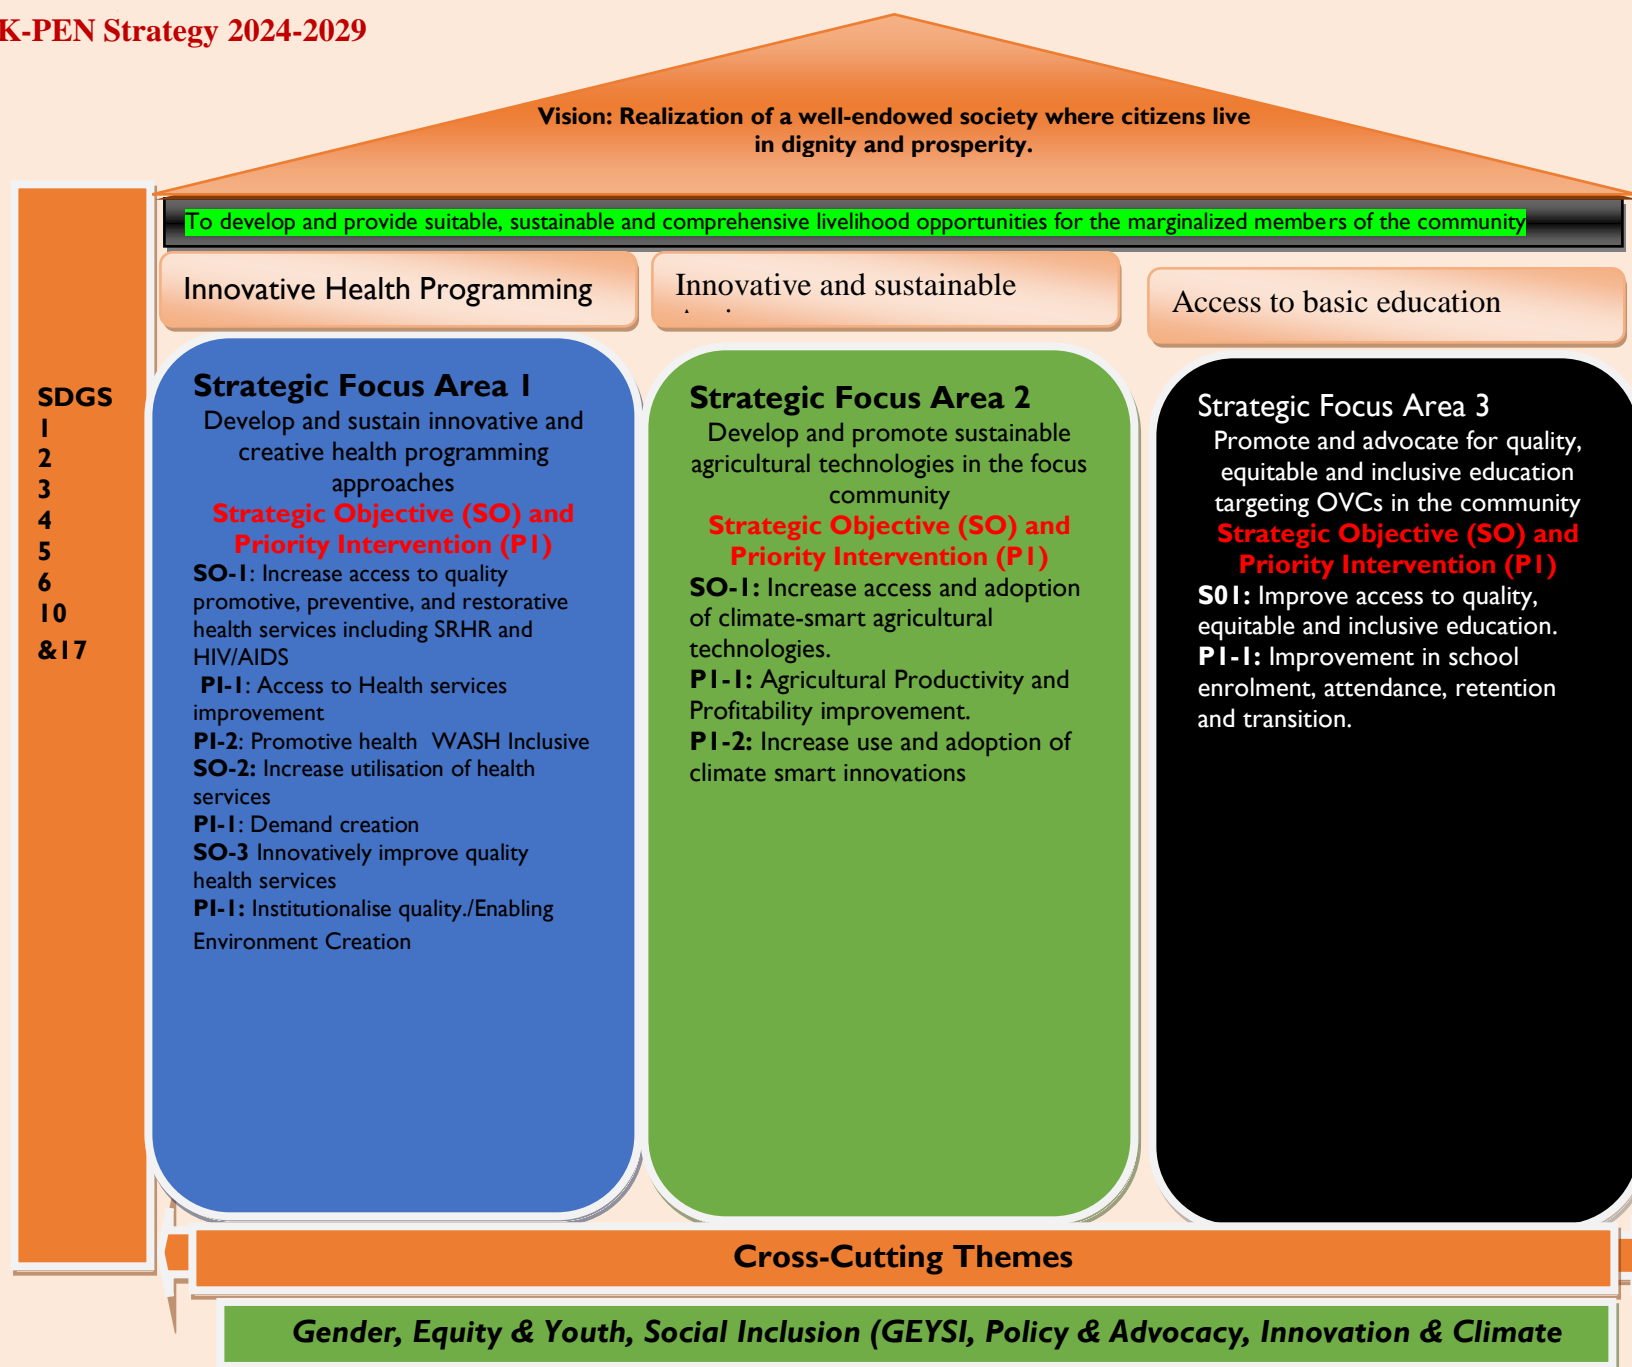 K-PEN Strategy 2024-2029
Vision: Realization of a well-endowed society where citizens live
in dignity and prosperity.
To develop and provide suitable, sustainable and comprehensive livelihood opportunities for the marginalized members of the community
Innovative Health Programming
Innovative and sustainable
Access to basic education
SDGS
1
2
3
4
5
6
10
&17
Strategic Focus Area 1
Develop and sustain innovative and
creative health programming
approaches
Strategic Objective (SO) and
Priority Intervention (P1)
SO-1: Increase access to quality
promotive, preventive, and restorative
health services including SRHR and
HIV/AIDS
PI-1: Access to Health services
improvement
PI-2: Promotive health WASH Inclusive
SO-2: Increase utilisation of health
services
PI-1: Demand creation
SO-3 Innovatively improve quality
health services
PI-1: Institutionalise quality./Enabling
Environment Creation
Strategic Focus Area 2
Develop and promote sustainable
agricultural technologies in the focus
community
Strategic Objective (SO) and
Priority Intervention (P1)
SO-1: Increase access and adoption
of climate-smart agricultural
technologies.
P1-1: Agricultural Productivity and
Profitability improvement.
P1-2: Increase use and adoption of
climate smart innovations
Strategic Focus Area 3
Promote and advocate for quality,
equitable and inclusive education
targeting OVCs in the community
Strategic Objective (SO) and
Priority Intervention (P1)
S01: Improve access to quality,
equitable and inclusive education.
P1-1: Improvement in school
enrolment, attendance, retention
and transition.
Cross-Cutting Themes
Gender, Equity & Youth, Social Inclusion (GEYSI, Policy & Advocacy, Innovation & Climate